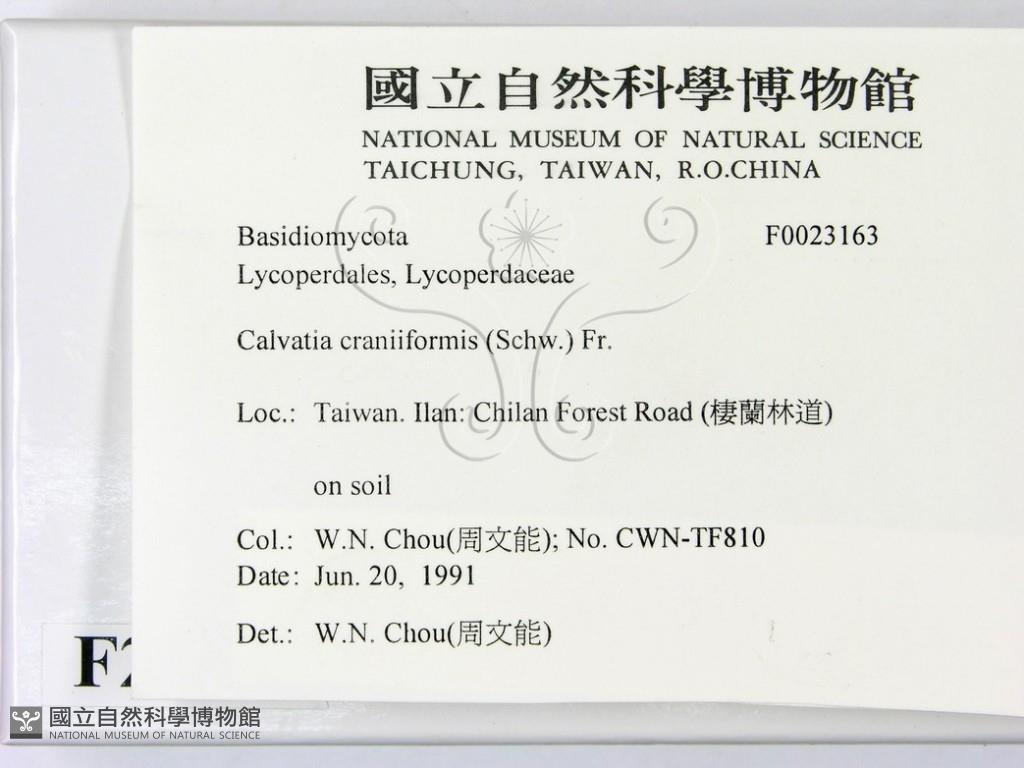 國立自然科學博物館
NATIONAL MUSEUM OF NATURAL SCIENCE
TAICHUNG, TAIWAN, R.O.CHINA
Basidiomycota F0023163
Lycoperdales, Lycoperdaceae
Calvatia craniiformis (Schw.) Fr.
Loc.: Taiwan. Ilan: Chilan Forest Road (棲蘭林道)
on soil
Col.: W.N. Chou(周文能); No. CWN-TF810
Date: Jun. 20, 1991
Det.: W.N. Chou(周文能)
國立自然科學博物館
NATIONAL MUSEUM OF NATURAL SCIENCE